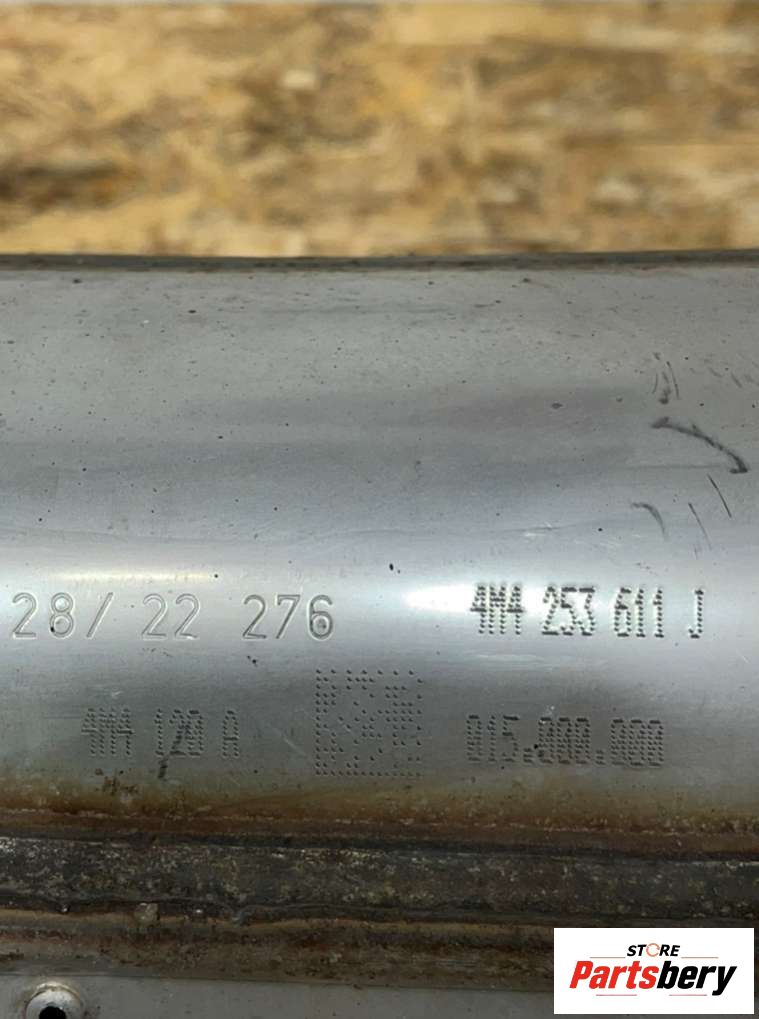 28/ 22 276
4M4 253 611 J
4M4 120 A
015.000.000
STORE
Partsbery